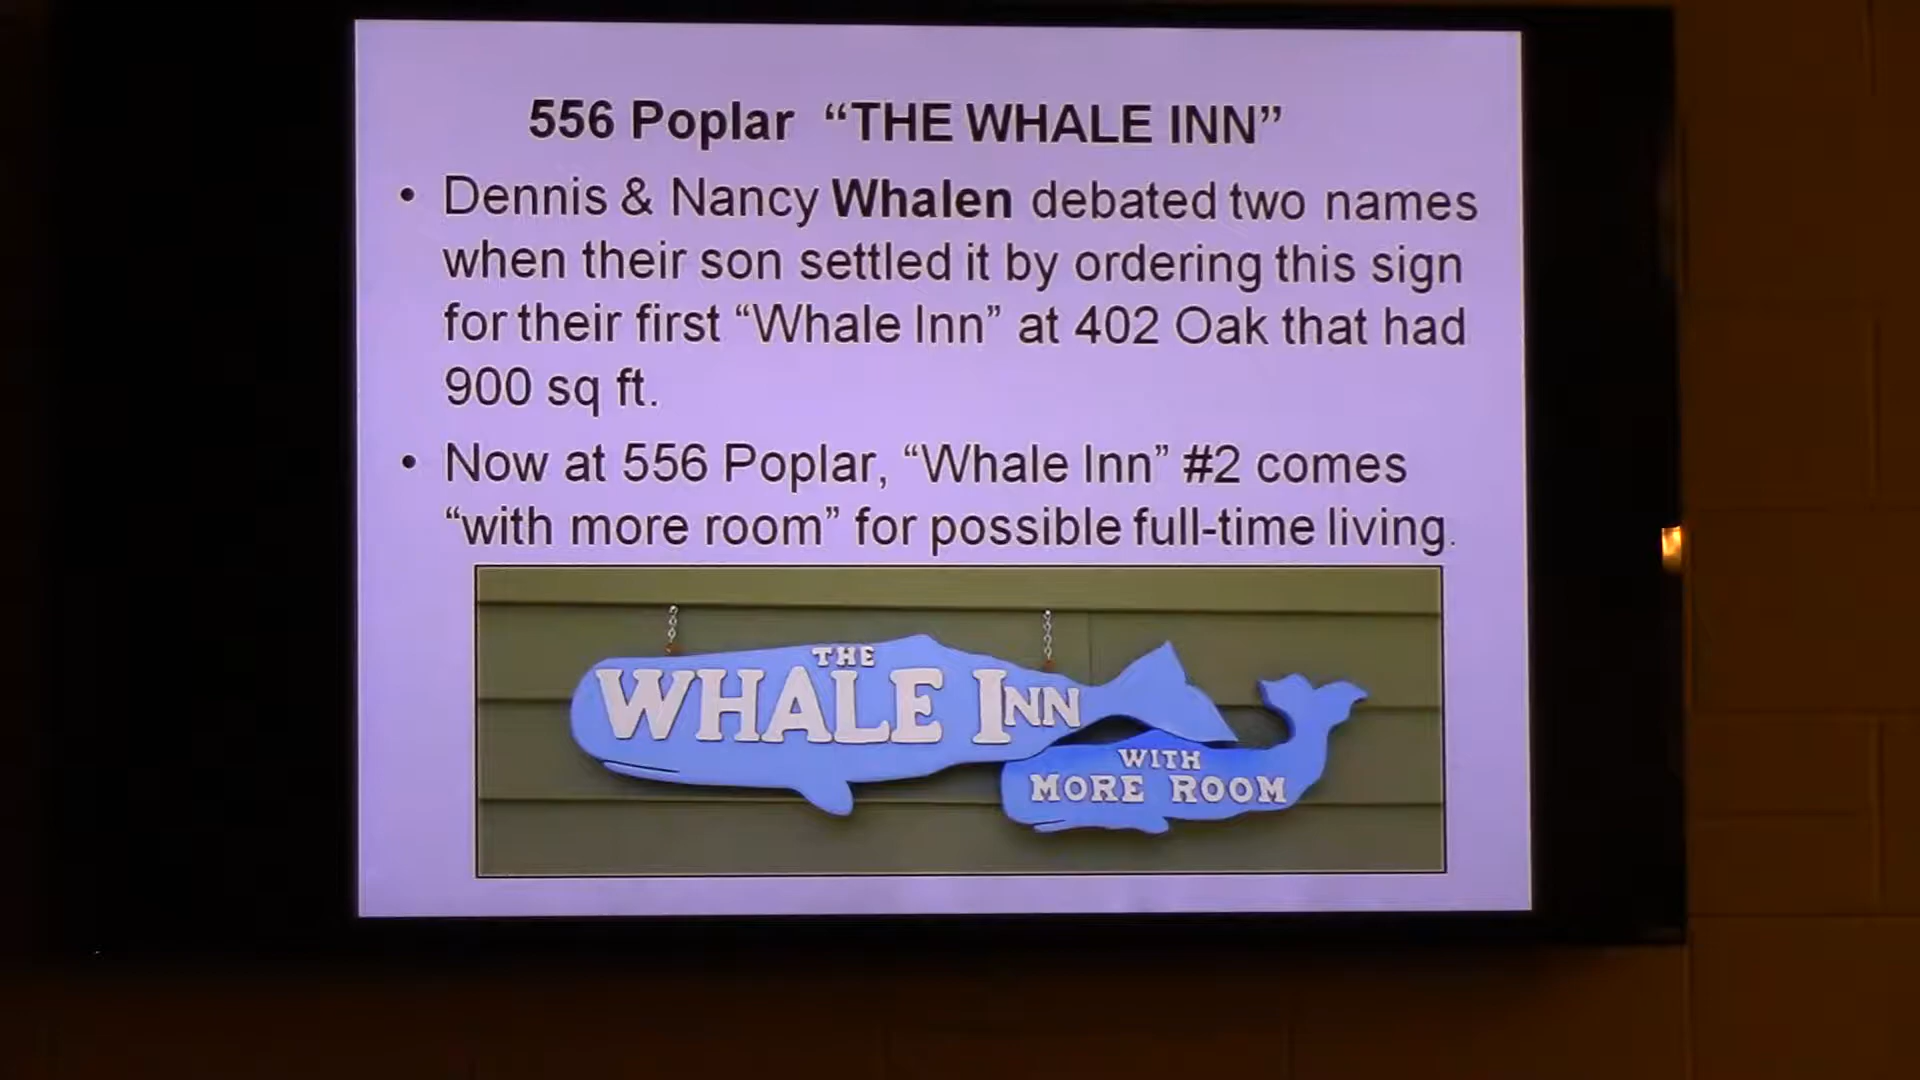 556 Poplar “THE WHALE INN”
• Dennis & Nancy Whalen debated two names
when their son settled it by ordering this sign
for their first “Whale Inn” at 402 Oak that had
900 sq ft.
• Now at 556 Poplar, “Whale Inn” #2 comes
“with more room” for possible full-time living.
THE
WHALE INN
WITH
MORE ROOM